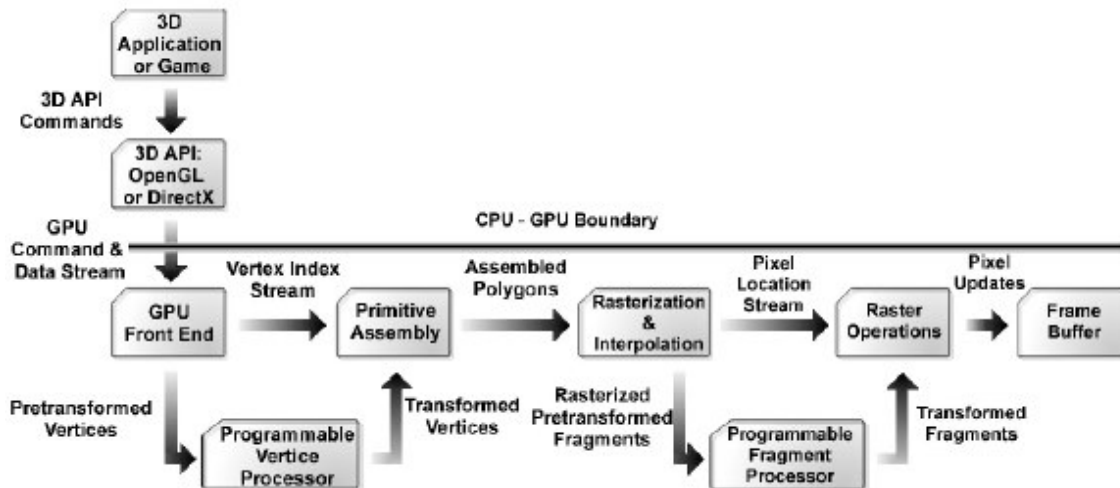 3D
Application
or Game
3D API
Commands
3D API:
OpenGL
or DirectX
GPU
Command &
Data Stream
CPU - GPU Boundary
GPU
Front End
Vertex Index
Stream
Primitive
Assembly
Assembled
Polygons
Rasterization
&
Interpolation
Pixel
Location
Stream
Raster
Operations
Pixel
Updates
Frame
Buffer
Pretransformed
Vertices
Programmable
Vertice
Processor
Transformed
Vertices
Rasterized
Pretransformed
Fragments
Programmable
Fragment
Processor
Transformed
Fragments